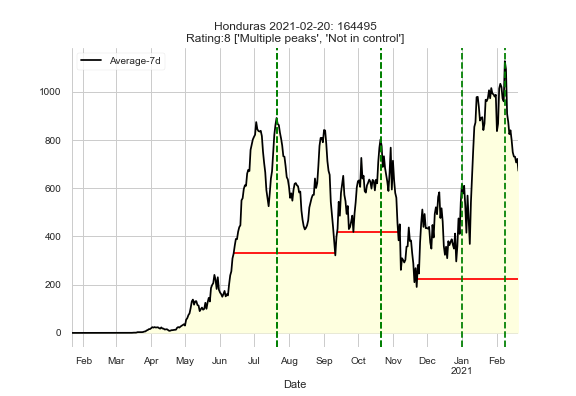 Honduras 2021-02-20: 164495
Rating:8 ['Multiple peaks', 'Not in control']
Average-7d
1000
800
600
400
200
0
Feb Mar Apr May Jun Jul Aug Sep Oct Nov Dec Jan Feb
2021
Date